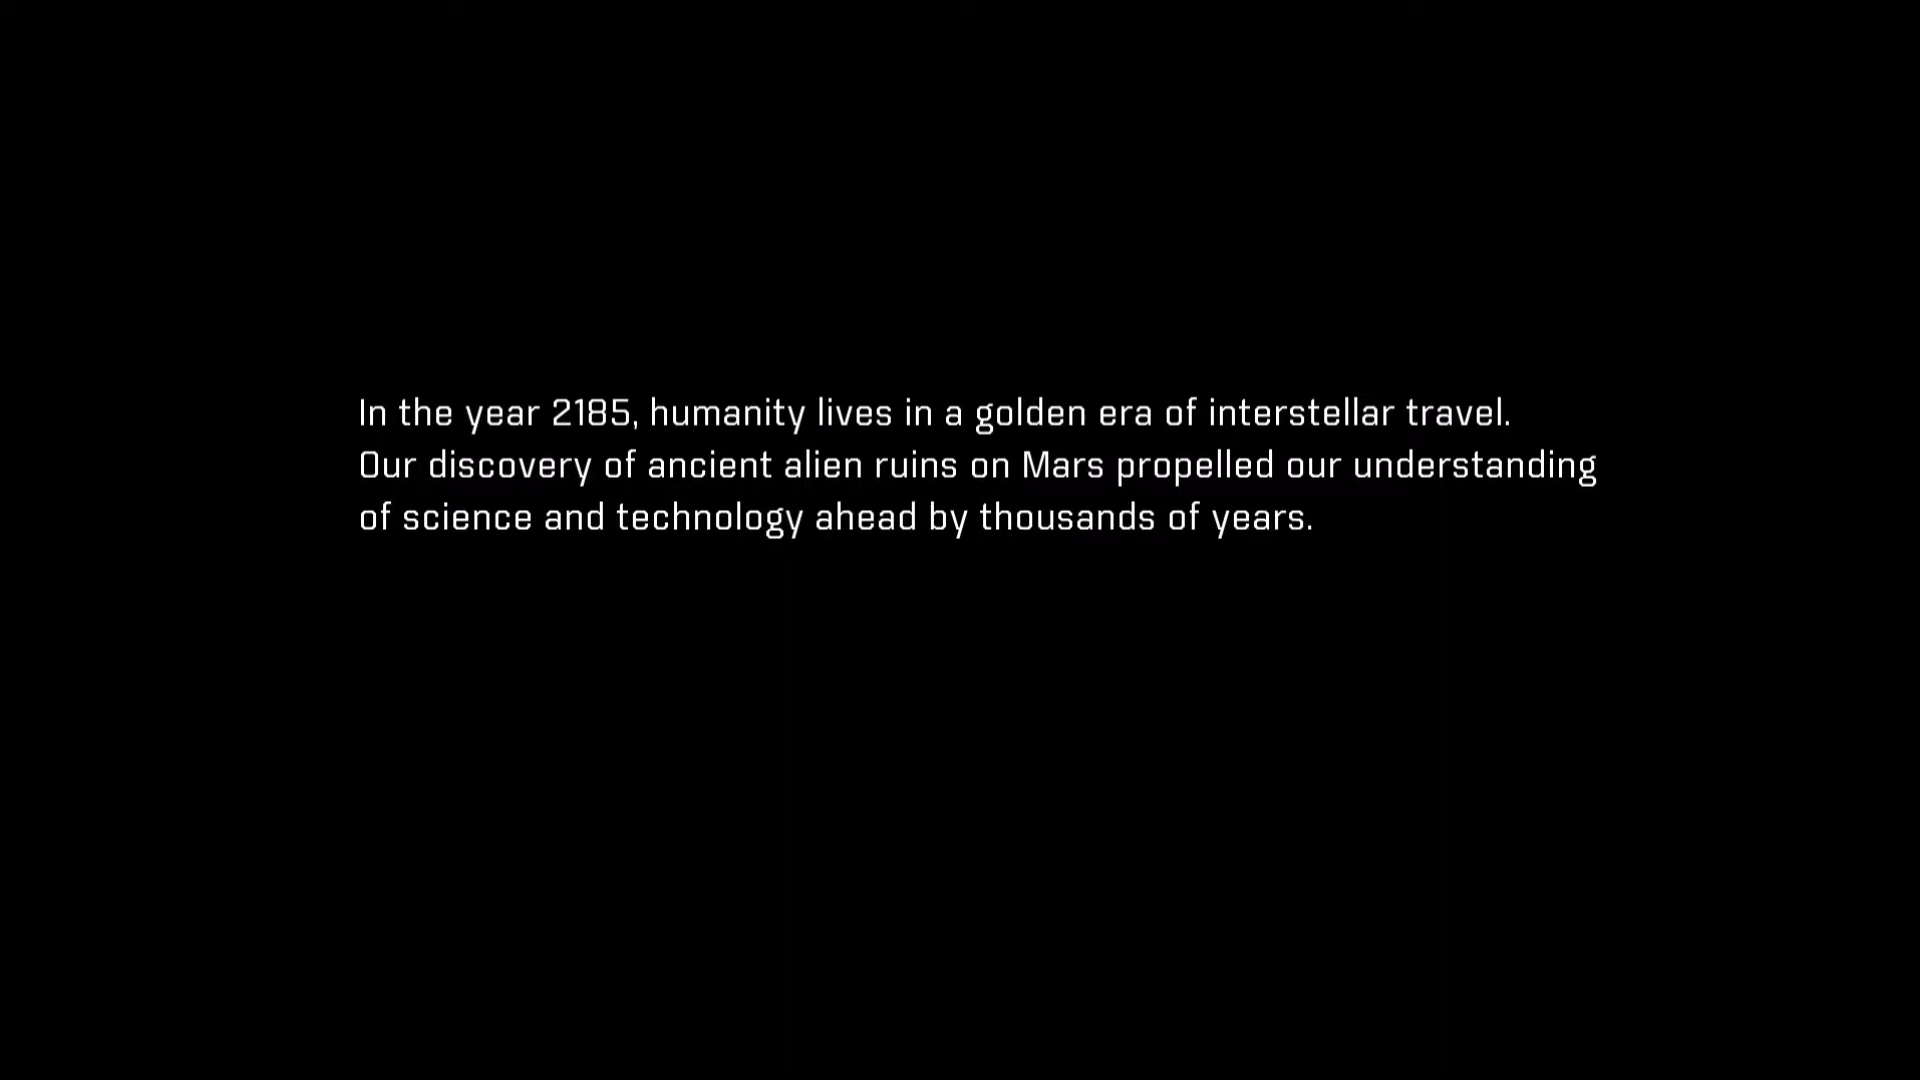 In the year 2185, humanity lives in a golden era of interstellar travel.
Our discovery of ancient alien ruins on Mars propelled our understanding
of science and technology ahead by thousands of years.